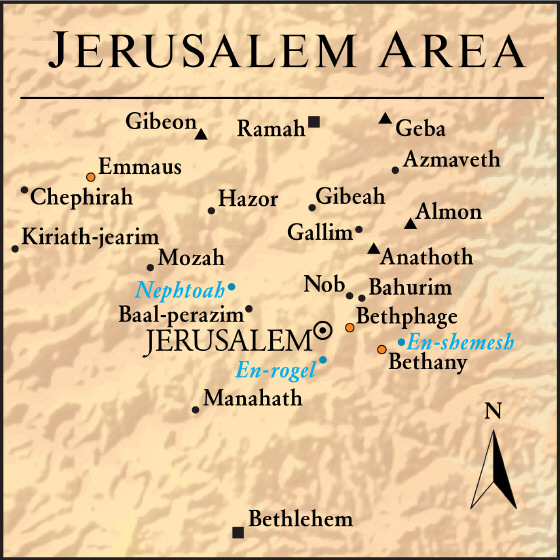 JERUSALEM AREA
Gibeon
Ramah
Geba
Emmaus
Azmaveth
Chephirah
Hazor
Gibeah
Almon
Kiriath-jearim
Gallim
Mozah
Anathoth
Nephtoah
Nob
Bahurim
Baal-perazim
Bethphage
JERUSALEM
En-shemesh
Bethany
En-rogel
Manahath
N
Bethlehem